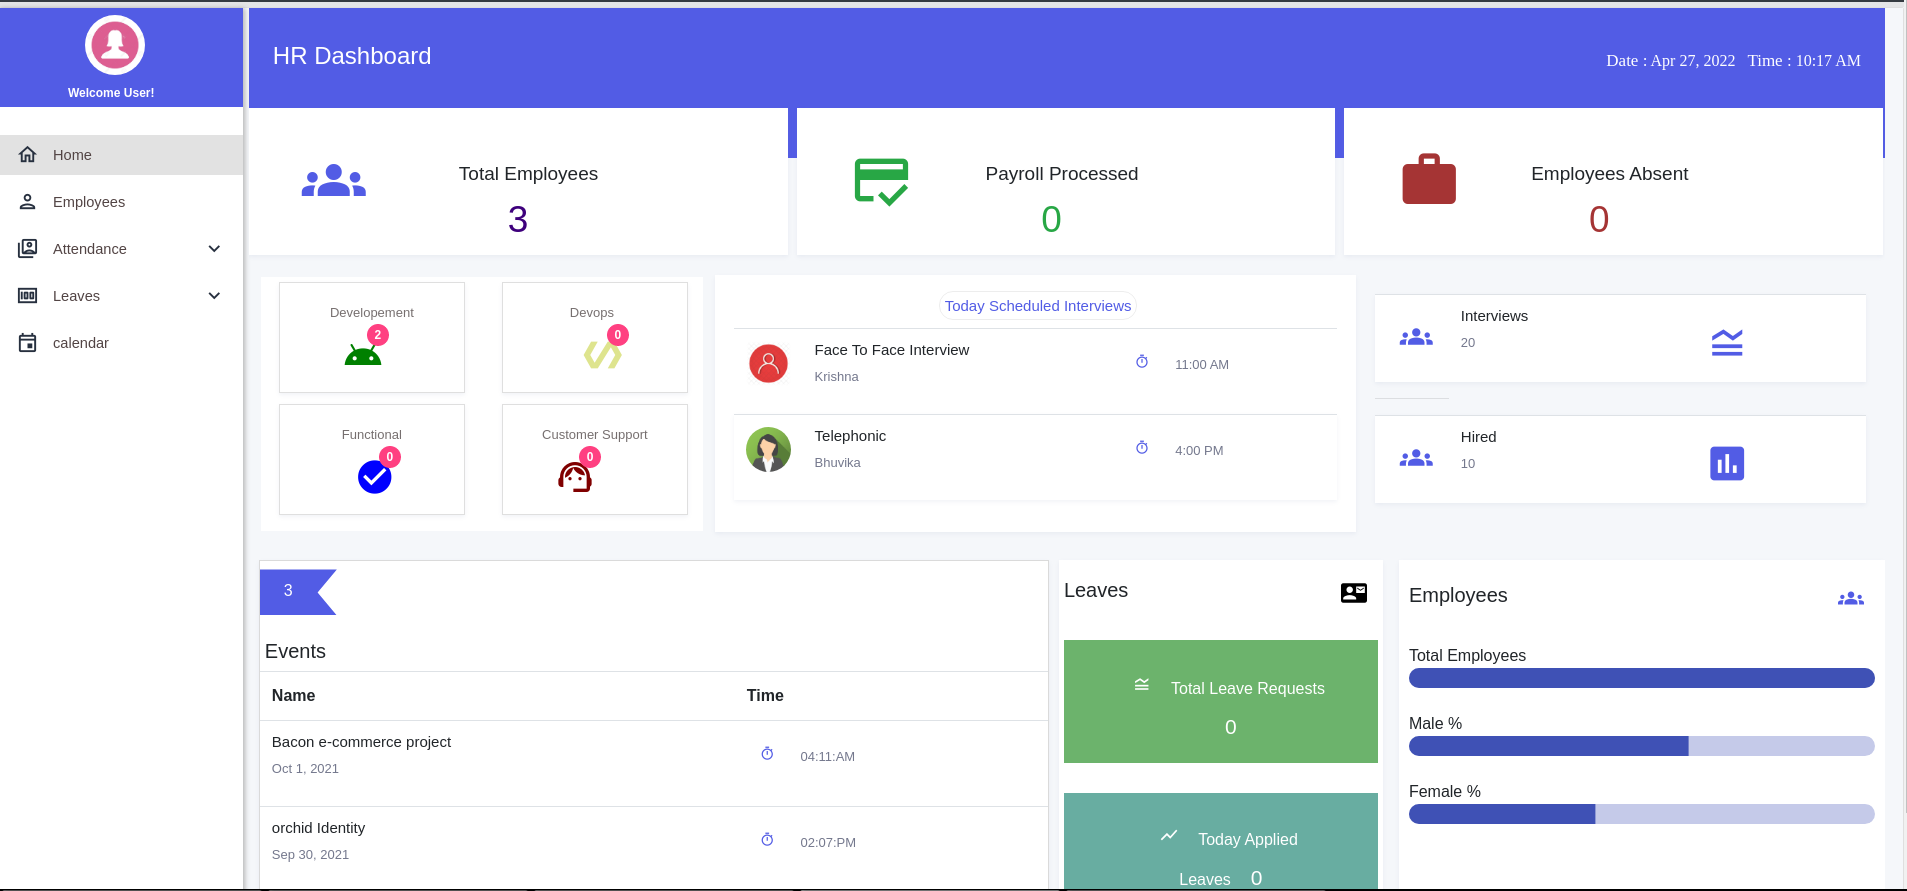 Welcome User!
Home
Employees
Attendance
Leaves
calendar
HR Dashboard
Date : Apr 27, 2022 Time : 10:17 AM
Total Employees
3
Payroll Processed
0
Employees Absent
0
Developement
2
Devops
0
Functional
0
Customer Support
0
Today Scheduled Interviews
Face To Face Interview
Krishna
11:00 AM
Telephonic
Bhuvika
4:00 PM
Interviews
20
Hired
10
3
Events
Name Time
Bacon e-commerce project
Oct 1, 2021
04:11:AM
orchid Identity
Sep 30, 2021
02:07:PM
Leaves
Total Leave Requests
0
Today Applied
Leaves 0
Employees
Total Employees
Male %
Female %